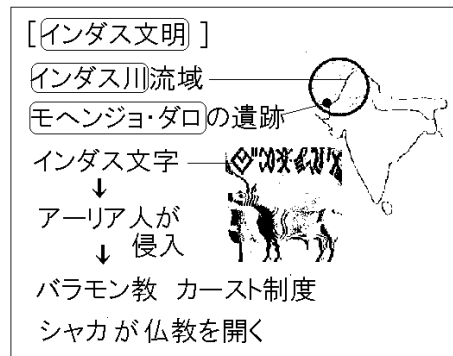 [インダス文明]
インダス川流域
モヘンジョ・ダロの遺跡
インダス文字
↓
アーリア人が
↓ 侵入
バラモン教 カースト制度
シャカが仏教を開く